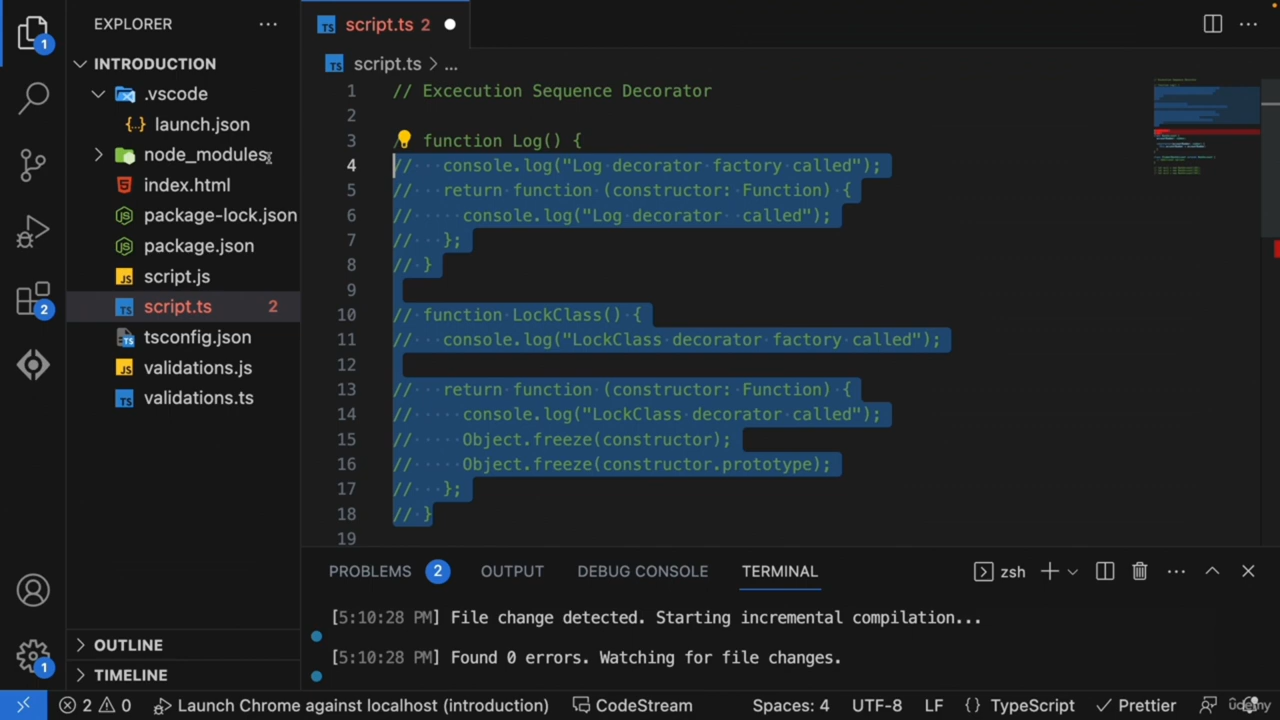 EXPLORER
INTRODUCTION
.vscode
launch.json
node_modules
index.html
package-lock.json
package.json
script.js
script.ts 2
tsconfig.json
validations.js
validations.ts
OUTLINE
TIMELINE
1
2
1
TS script.ts 2
TS script.ts > ...
1 // Excecution Sequence Decorator
2
3 // function Log() {
4 //   console.log("Log decorator factory called");
5 //   return function (constructor: Function) {
6 //     console.log("Log decorator  called");
7 //   };
8 // }
9
10 // function LockClass() {
11 //   console.log("LockClass decorator factory called");
12
13 //   return function (constructor: Function) {
14 //     console.log("LockClass decorator called");
15 //     Object.freeze(constructor);
16 //     Object.freeze(constructor.prototype);
17 //   };
18 // }
19
PROBLEMS 2 OUTPUT DEBUG CONSOLE TERMINAL zsh
[5:10:28 PM] File change detected. Starting incremental compilation...
[5:10:28 PM] Found 0 errors. Watching for file changes.
2 0 Launch Chrome against localhost (introduction) CodeStream Spaces: 4 UTF-8 LF {} TypeScript Prettier
udemy